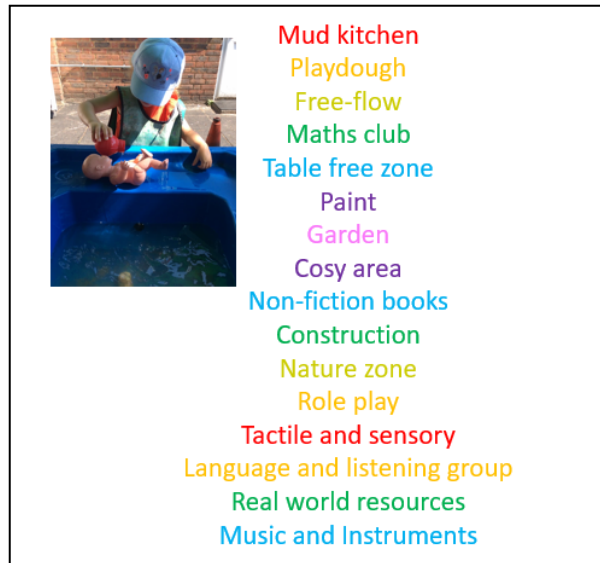 Mud kitchen
Playdough
Free-flow
Maths club
Table free zone
Paint
Garden
Cosy area
Non-fiction books
Construction
Nature zone
Role play
Tactile and sensory
Language and listening group
Real world resources
Music and Instruments